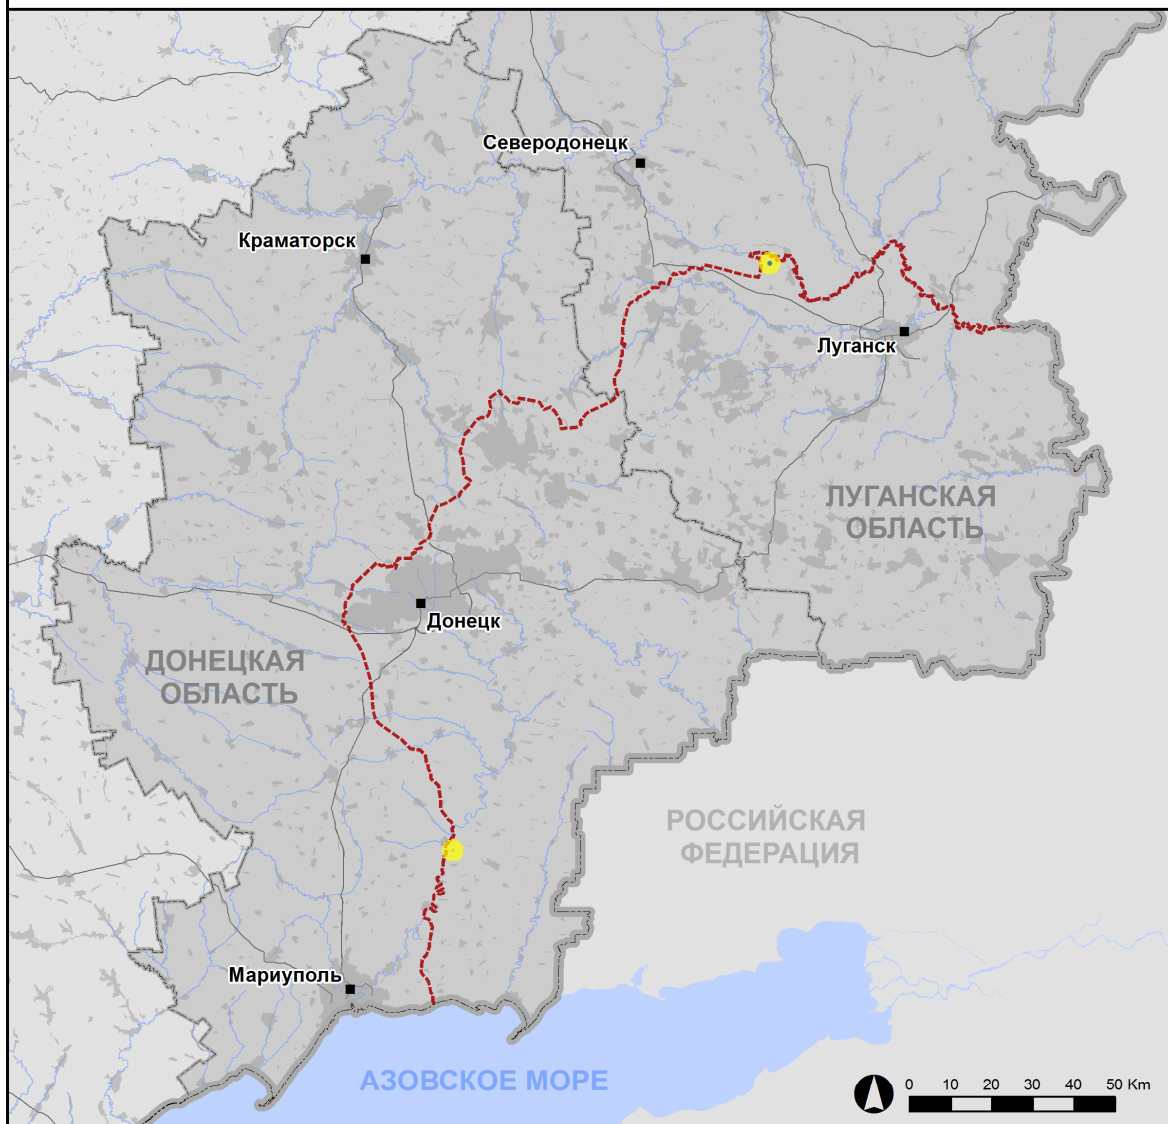 Северодонецк
Краматорск
Луганск
ЛУГАНСКАЯ
ОБЛАСТЬ
Донецк
ДОНЕЦКАЯ
ОБЛАСТЬ
РОССИЙСКАЯ
ФЕДЕРАЦИЯ
Мариуполь
АЗОВСКОЕ МОРЕ
0 10 20 30 40 50 Km